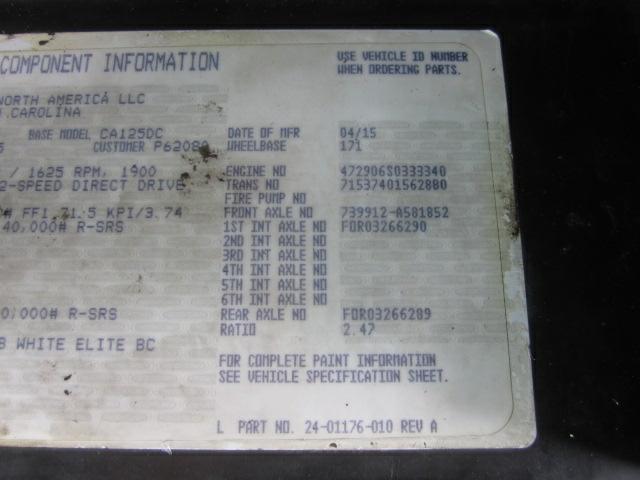 COMPONENT INFORMATION
USE VEHICLE ID NUMBER
WHEN ORDERING PARTS.
NORTH AMERICA LLC
CAROLINA
BASE MODEL CA125DC
DATE OF MFR 04/15
CUSTOMER P6208
WHEELBASE 171
/ 1625 RPM, 1900
ENGINE NO 472906S0333340
2-SPEED DIRECT DRIVE
TRANS NO 71537401562880
FIRE PUMP NO
# FF1 71.5 KPI/3.74
FRONT AXLE NO 739912-A581852
40,000# R-SRS
1ST INT AXLE NO FOR03266290
2ND INT AXLE NO
3RD INT AXLE NO
4TH INT AXLE NO
5TH INT AXLE NO
6TH INT AXLE NO
0,000# R-SRS
REAR AXLE NO FOR03266289
RATIO 2.47
B WHITE ELITE BC
FOR COMPLETE PAINT INFORMATION
SEE VEHICLE SPECIFICATION SHEET.
L PART NO. 24-01176-010 REV A